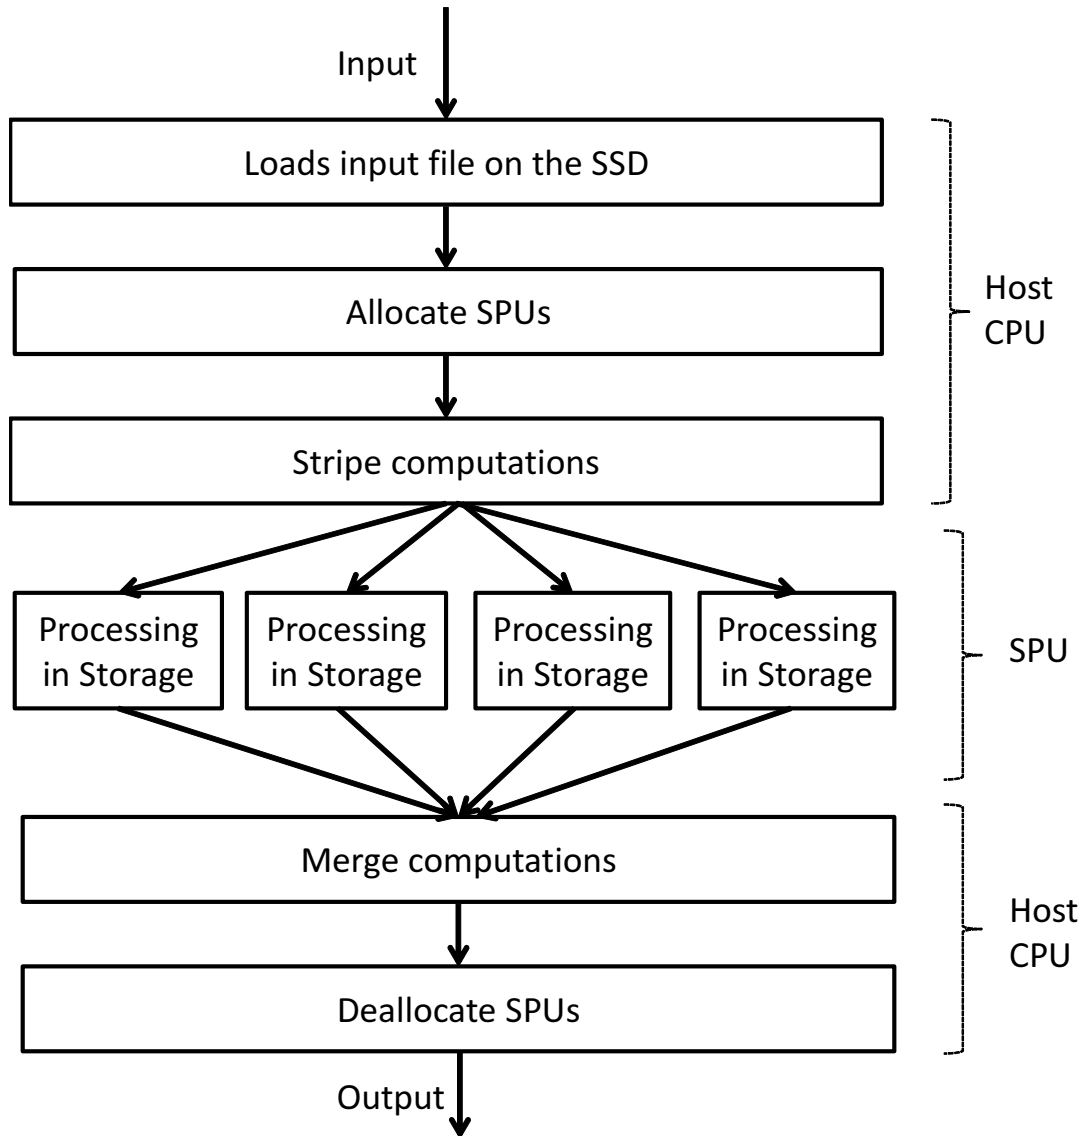 Input
Loads input file on the SSD
Allocate SPUs
Host
CPU
Stripe computations
Processing
in Storage
Processing
in Storage
Processing
in Storage
Processing
in Storage
SPU
Merge computations
Host
CPU
Deallocate SPUs
Output